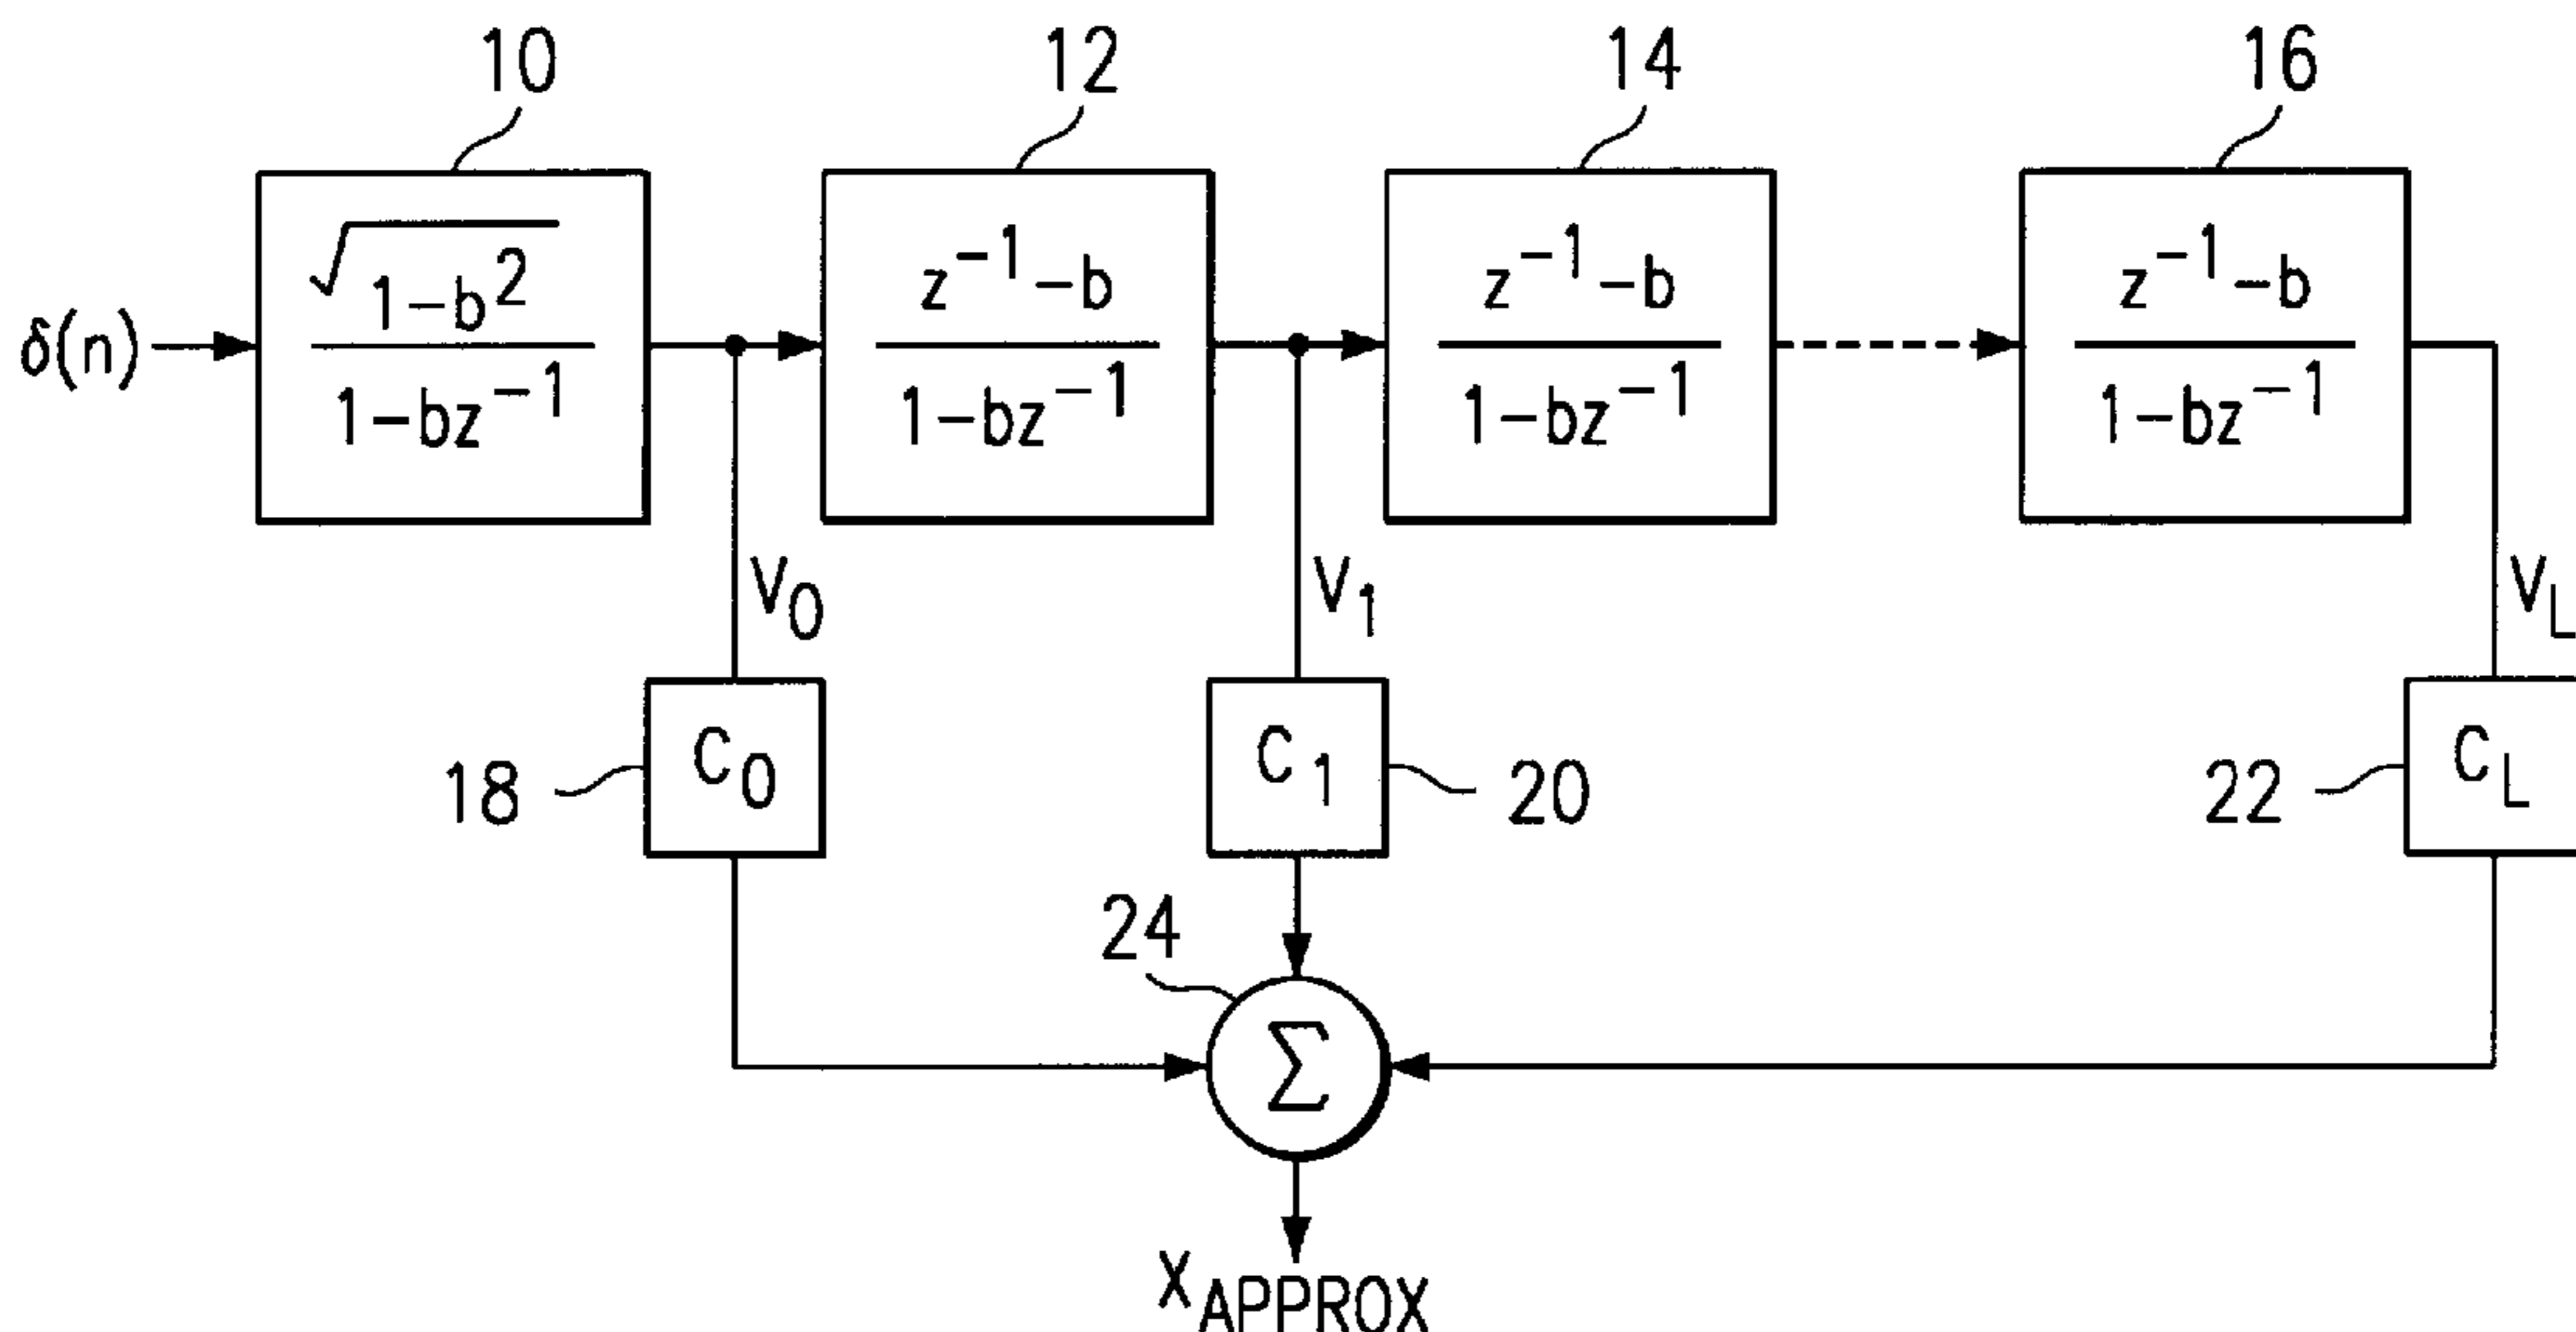 10 12 14 16
δ(n)
√1-b²
1-bz⁻¹
z⁻¹-b
1-bz⁻¹
z⁻¹-b
1-bz⁻¹
z⁻¹-b
1-bz⁻¹
V₀ V₁ V_L
18 C₀ C₁ 20 22 C_L
24
Σ
X_APPROX